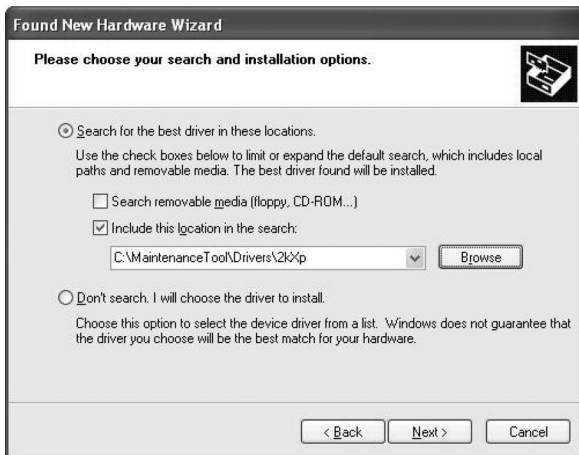 Found New Hardware Wizard
Please choose your search and installation options.
Search for the best driver in these locations.
Use the check boxes below to limit or expand the default search, which includes local
paths and removable media. The best driver found will be installed.
Search removable media (floppy, CD-ROM...)
Include this location in the search:
C:\MaintenanceTool\Drivers\2kXp
Browse
Don't search. I will choose the driver to install.
Choose this option to select the device driver from a list. Windows does not guarantee that
the driver you choose will be the best match for your hardware.
< Back
Next >
Cancel